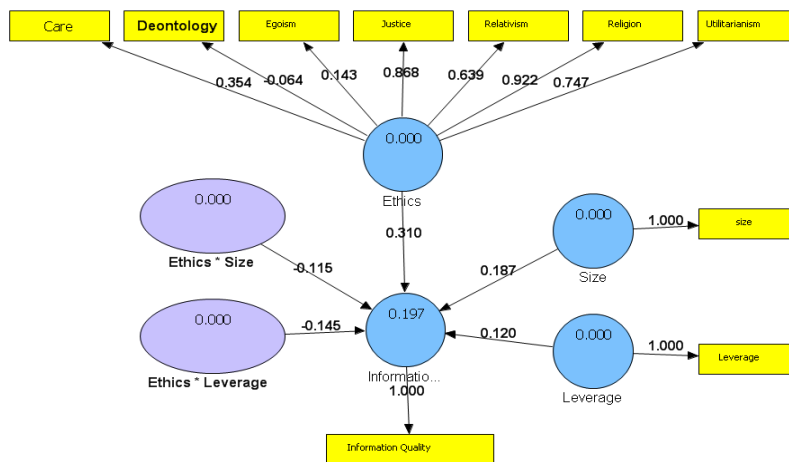 Care
Deontology
Egoism
Justice
Relativism
Religion
Utilitarianism
0.354
-0.064
0.143
0.868
0.639
0.922
0.747
0.000
Ethics
0.310
0.000
Ethics * Size
-0.115
0.000
Size
1.000
size
0.187
0.000
Ethics * Leverage
-0.145
0.197
Informatio...
1.000
0.120
0.000
Leverage
1.000
Leverage
Information Quality